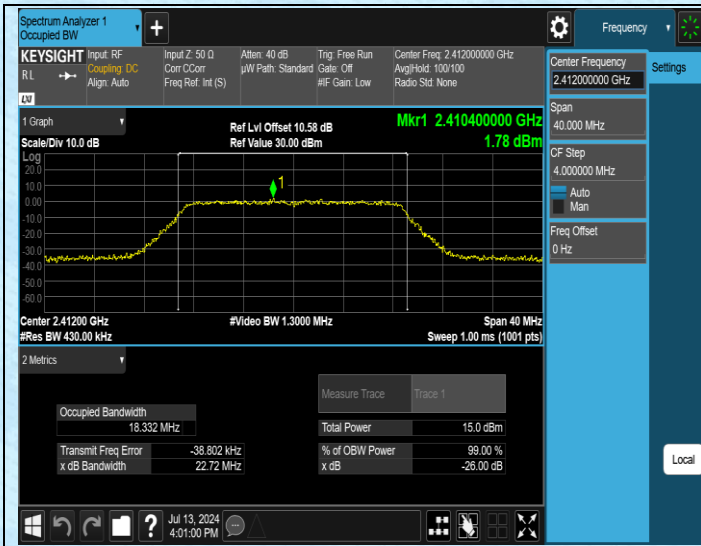 Spectrum Analyzer 1
Occupied BW
+
Frequency
KEYSIGHT
RL
LXI
Input: RF
Coupling: DC
Align: Auto
Input Z: 50 Ω
Corr CCorr
Freq Ref: Int (S)
Atten: 40 dB
µW Path: Standard
Trig: Free Run
Gate: Off
#IF Gain: Low
Center Freq: 2.412000000 GHz
Avg|Hold: 100/100
Radio Std: None
Center Frequency
2.412000000 GHz
Settings
Span
40.000 MHz
CF Step
4.000000 MHz
Auto
Man
Freq Offset
0 Hz
Local
1 Graph
Scale/Div 10.0 dB
Ref Lvl Offset 10.58 dB
Ref Value 30.00 dBm
Mkr1 2.410400000 GHz
1.78 dBm
Log
20.0
10.0
0.00
-10.0
-20.0
-30.0
-40.0
-50.0
-60.0
1
Center 2.41200 GHz
#Res BW 430.00 kHz
#Video BW 1.3000 MHz
Span 40 MHz
Sweep 1.00 ms (1001 pts)
2 Metrics
Measure Trace
Trace 1
Occupied Bandwidth
18.332 MHz
Total Power
15.0 dBm
Transmit Freq Error
-38.802 kHz
% of OBW Power
99.00 %
x dB Bandwidth
22.72 MHz
x dB
-26.00 dB
?
Jul 13, 2024
4:01:00 PM